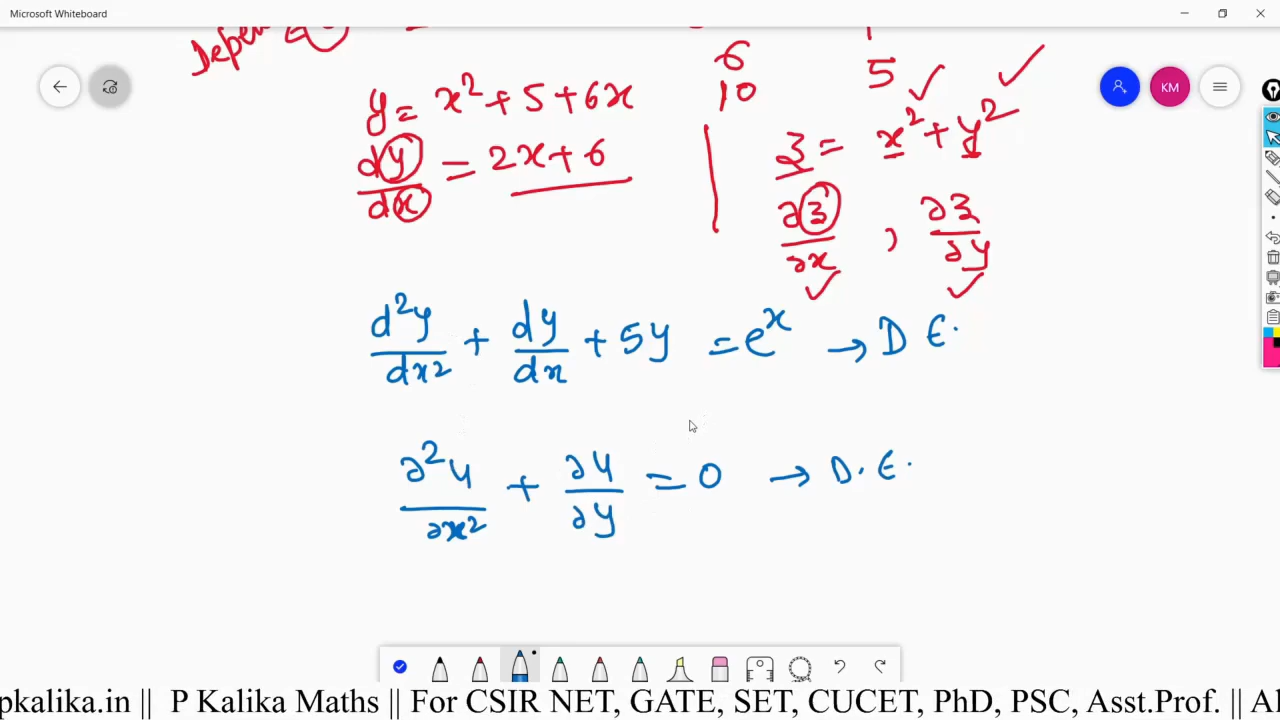 Microsoft Whiteboard
6
10
5
KM
y = x² + 5 + 6x
dy/dx = 2x + 6
z = x² + y²
∂z/∂x , ∂z/∂y
d²y/dx² + dy/dx + 5y = eˣ → D E.
∂²u/∂x² + ∂u/∂y = 0 → D. E.
pkalika.in || P Kalika Maths || For CSIR NET, GATE, SET, CUCET, PhD, PSC, Asst.Prof. ||